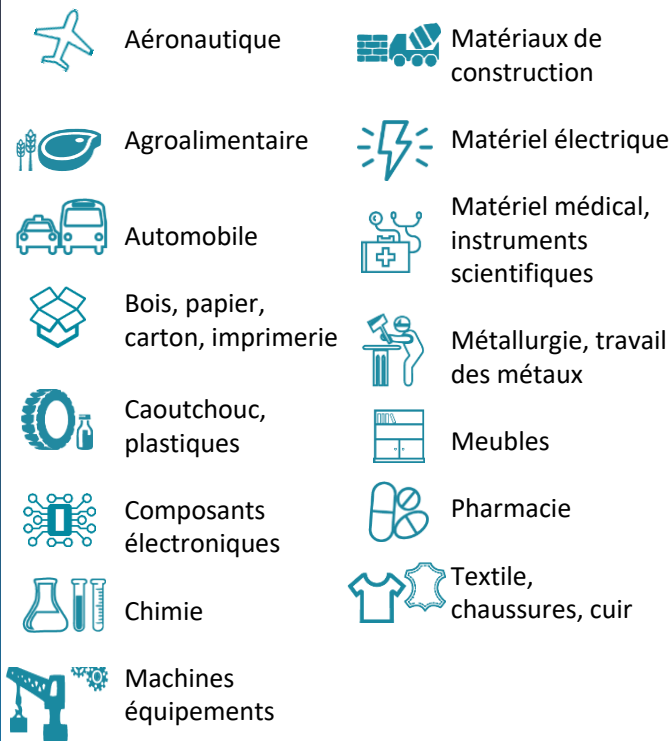 Aéronautique
Agroalimentaire
Automobile
Bois, papier,
carton, imprimerie
Caoutchouc,
plastiques
Composants
électroniques
Chimie
Machines
équipements
Matériaux de
construction
Matériel électrique
Matériel médical,
instruments
scientifiques
Métallurgie, travail
des métaux
Meubles
Pharmacie
Textile,
chaussures, cuir